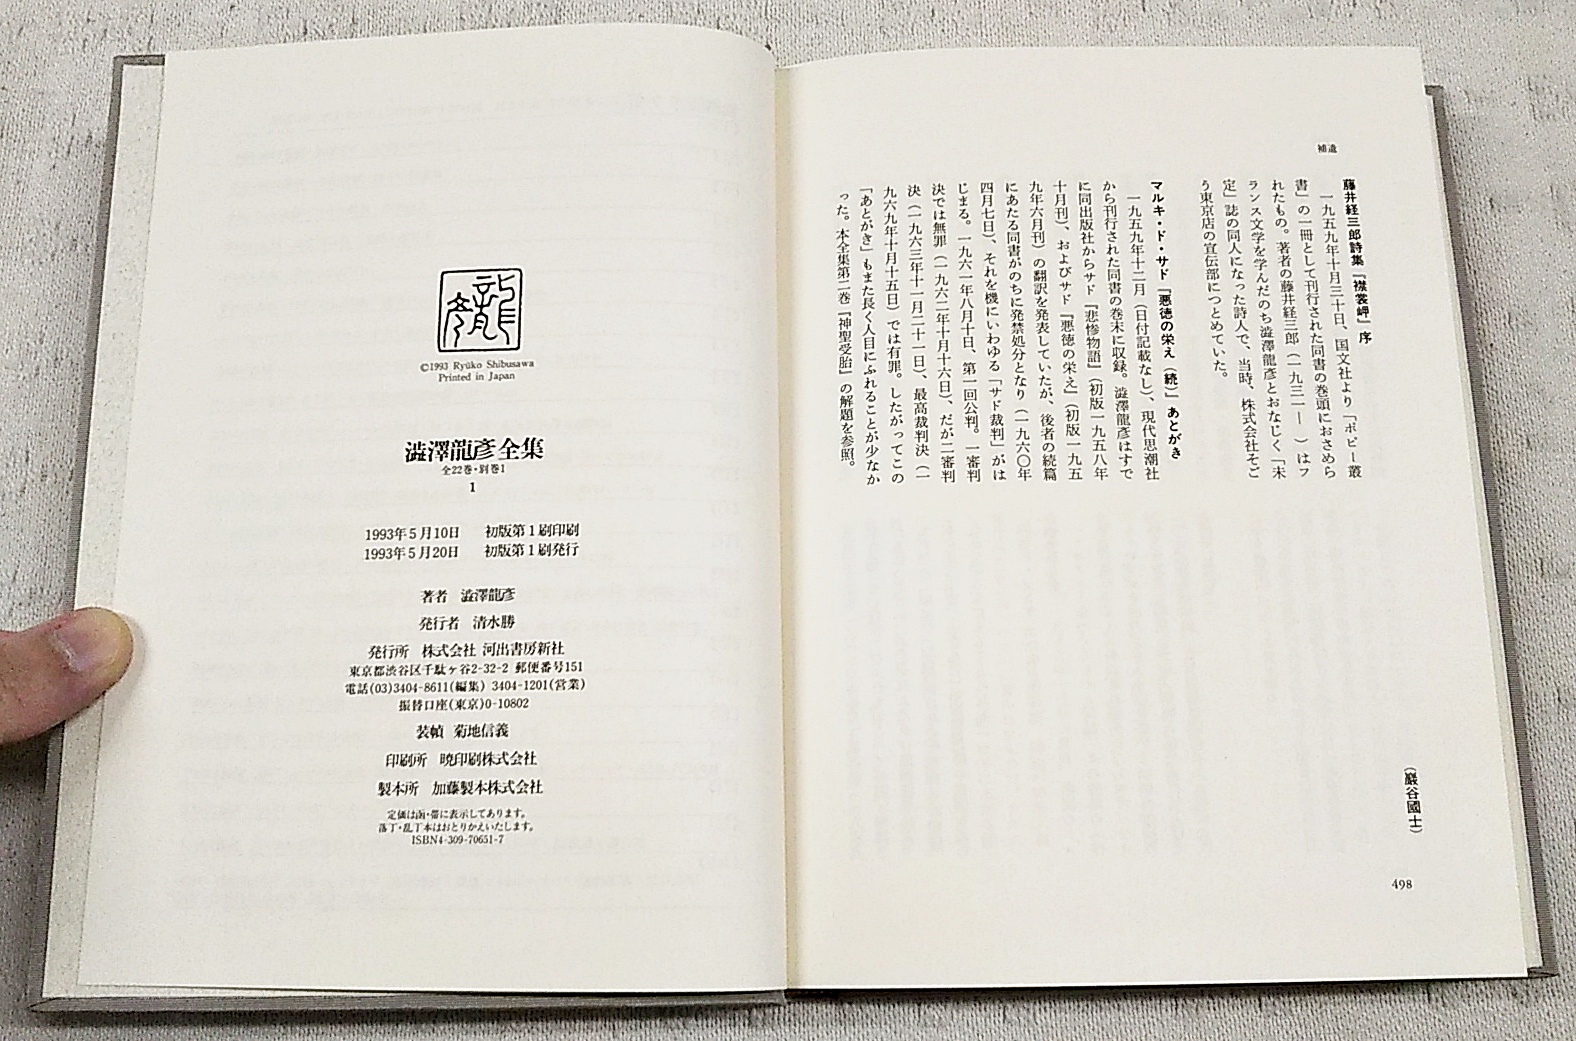 補遺
藤井経三郎詩集『襟裳岬』序
一九五九年十月三十日、国文社より「ポピー叢
書」の一冊として刊行された同書の巻頭におさめら
れたもの。著者の藤井経三郎（一九三一―　）はフ
ランス文学を学んだのち澁澤龍彥とおなじく「未
定」誌の同人になった詩人で、当時、株式会社そご
う東京店の宣伝部につとめていた。
マルキ・ド・サド『悪徳の栄え（続）』あとがき
一九五九年十二月（日付記載なし）、現代思潮社
から刊行された同書の巻末に収録。澁澤龍彥はすで
に同出版社からサド『悲惨物語』（初版一九五八年
十月刊）、およびサド『悪徳の栄え』（初版一九五
九年六月刊）の翻訳を発表していたが、後者の続篇
にあたる同書がのちに発禁処分となり（一九六〇年
四月七日）、それを機にいわゆる「サド裁判」がは
じまる。一九六一年八月十日、第一回公判。一審判
決では無罪（一九六二年十月十六日）、だが二審判
決（一九六三年十一月二十一日）、最高裁判決（一
九六九年十月十五日）では有罪。したがってこの
「あとがき」もまた長く人目にふれることが少なか
った。本全集第二巻『神聖受胎』の解題を参照。
（巖谷國士）
498
龍彥
©1993 Ryūko Shibusawa
Printed in Japan
澁澤龍彥全集
全22巻・別巻1
1
1993年5月10日　初版第1刷印刷
1993年5月20日　初版第1刷発行
著者　澁澤龍彥
発行者　清水勝
発行所　株式会社 河出書房新社
東京都渋谷区千駄ヶ谷2-32-2 郵便番号151
電話(03)3404-8611(編集) 3404-1201(営業)
振替口座(東京)0-10802
装幀　菊地信義
印刷所　暁印刷株式会社
製本所　加藤製本株式会社
定価は函・帯に表示してあります。
落丁・乱丁本はおとりかえいたします。
ISBN4-309-70651-7